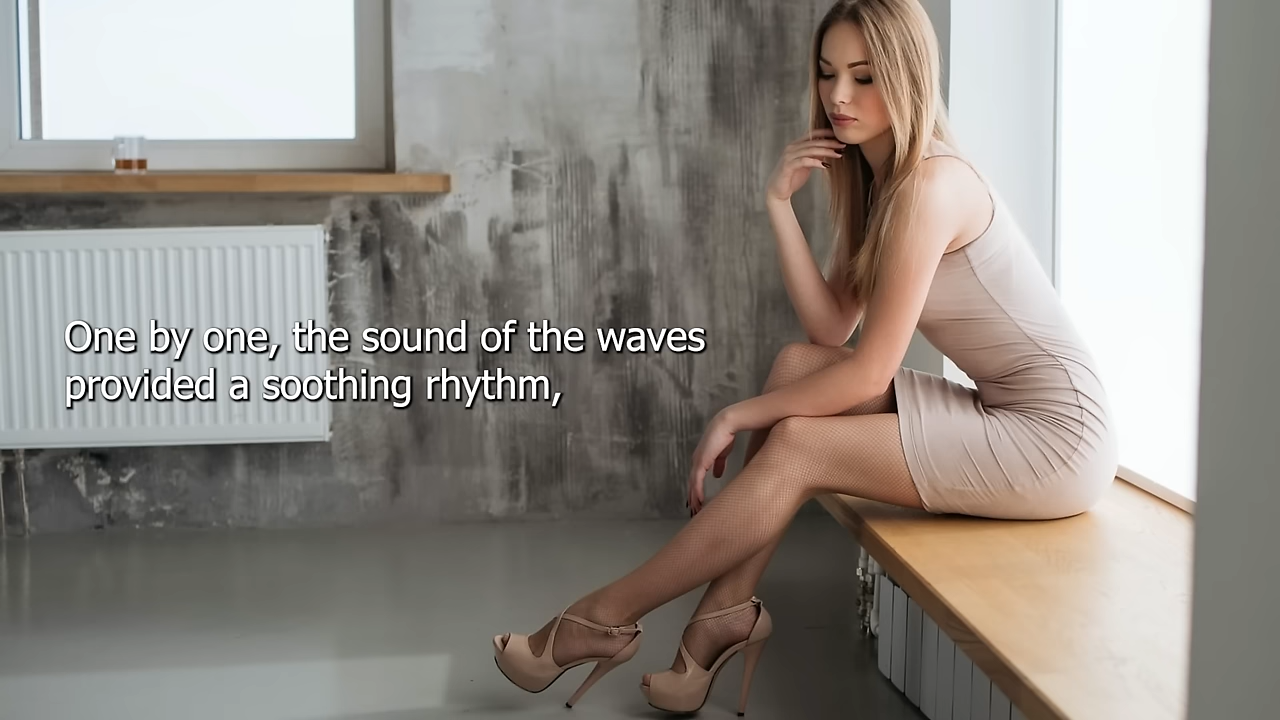 One by one, the sound of the waves
provided a soothing rhythm,